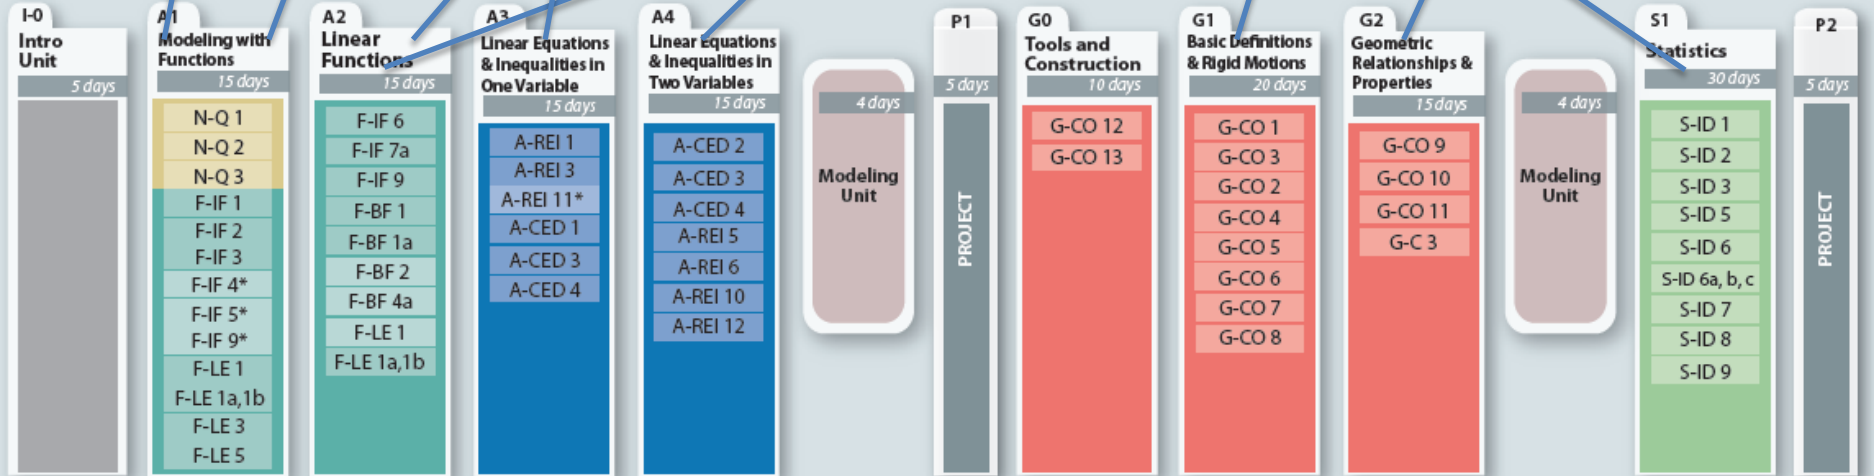 I-0
Intro
Unit
5 days
A1
Modeling with
Functions
15 days
N-Q 1
N-Q 2
N-Q 3
F-IF 1
F-IF 2
F-IF 3
F-IF 4*
F-IF 5*
F-IF 9*
F-LE 1
F-LE 1a,1b
F-LE 3
F-LE 5
A2
Linear
Functions
15 days
F-IF 6
F-IF 7a
F-IF 9
F-BF 1
F-BF 1a
F-BF 2
F-BF 4a
F-LE 1
F-LE 1a,1b
A3
Linear Equations
& Inequalities in
One Variable
15 days
A-REI 1
A-REI 3
A-REI 11*
A-CED 1
A-CED 3
A-CED 4
A4
Linear Equations
& Inequalities in
Two Variables
15 days
A-CED 2
A-CED 3
A-CED 4
A-REI 5
A-REI 6
A-REI 10
A-REI 12
4 days
Modeling
Unit
P1
5 days
PROJECT
G0
Tools and
Construction
10 days
G-CO 12
G-CO 13
G1
Basic Definitions
& Rigid Motions
20 days
G-CO 1
G-CO 3
G-CO 2
G-CO 4
G-CO 5
G-CO 6
G-CO 7
G-CO 8
G2
Geometric
Relationships &
Properties
15 days
G-CO 9
G-CO 10
G-CO 11
G-C 3
4 days
Modeling
Unit
S1
Statistics
30 days
S-ID 1
S-ID 2
S-ID 3
S-ID 5
S-ID 6
S-ID 6a, b, c
S-ID 7
S-ID 8
S-ID 9
P2
5 days
PROJECT